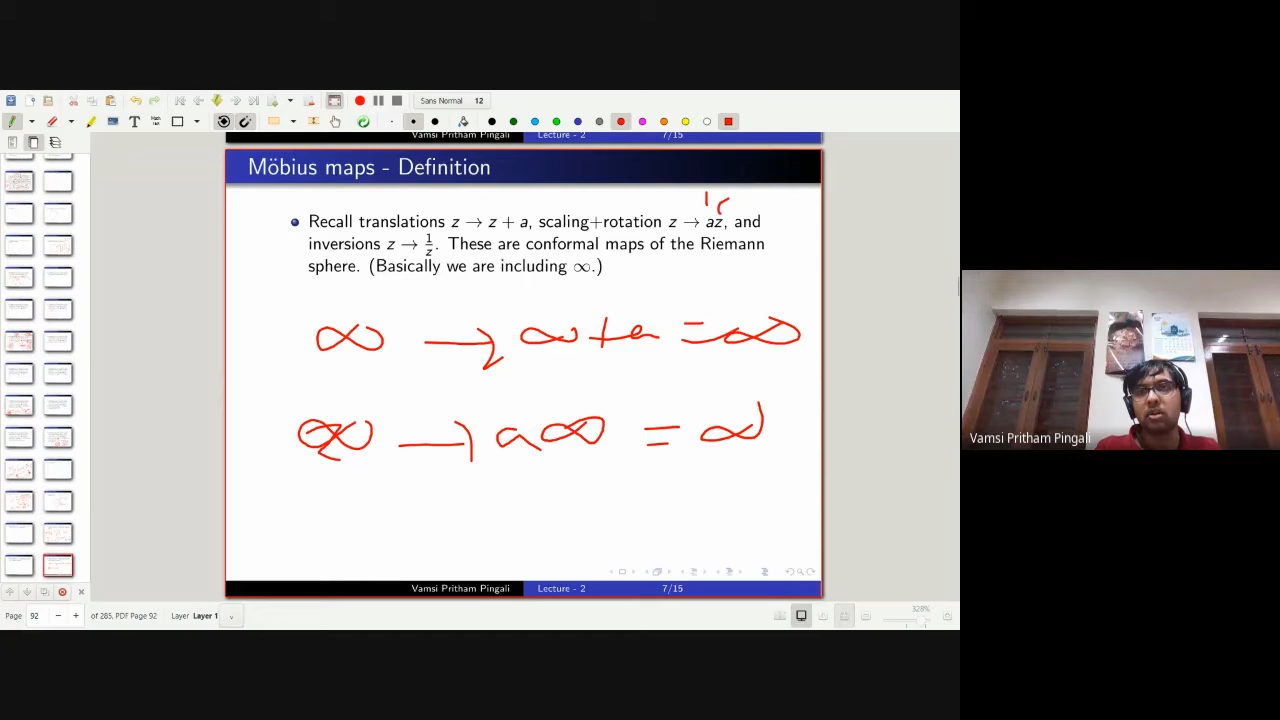 Sans Normal 12
Vamsi Pritham Pingali Lecture - 2 7/15
Möbius maps - Definition
Recall translations z → z + a, scaling+rotation z → az, and
inversions z → 1/z. These are conformal maps of the Riemann
sphere. (Basically we are including ∞.)
∞ → ∞ + a = ∞
∞ → a ∞ = ∞
Vamsi Pritham Pingali Lecture - 2 7/15
Page 92 of 285, PDF Page 92 Layer Layer 1 328%
Vamsi Pritham Pingali